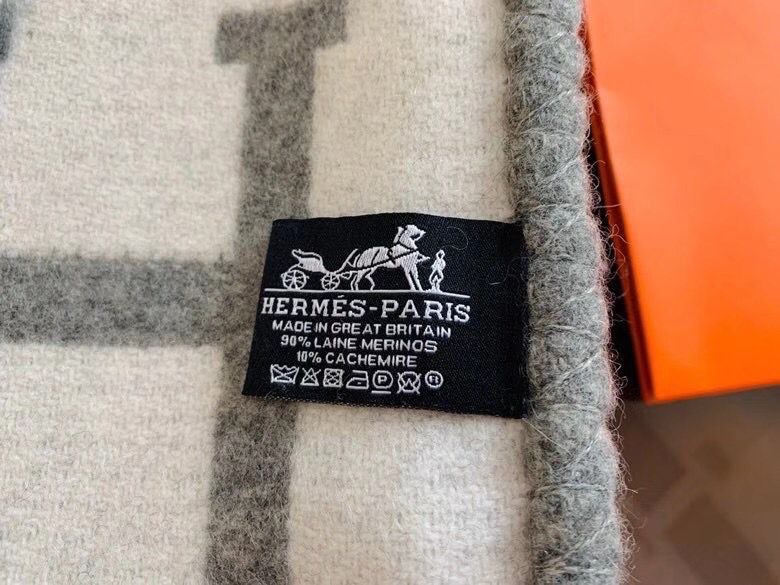 HERMÉS-PARIS
MADE IN GREAT BRITAIN
90% LAINE MERINOS
10% CACHEMIRE